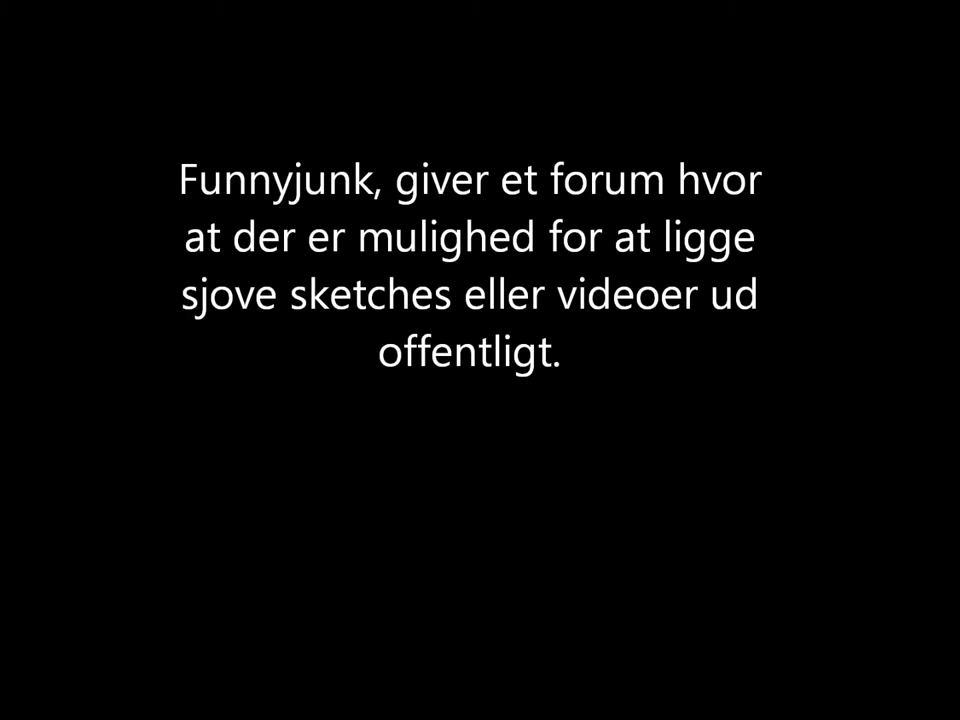 Funnyjunk, giver et forum hvor
at der er mulighed for at ligge
sjove sketches eller videoer ud
offentligt.